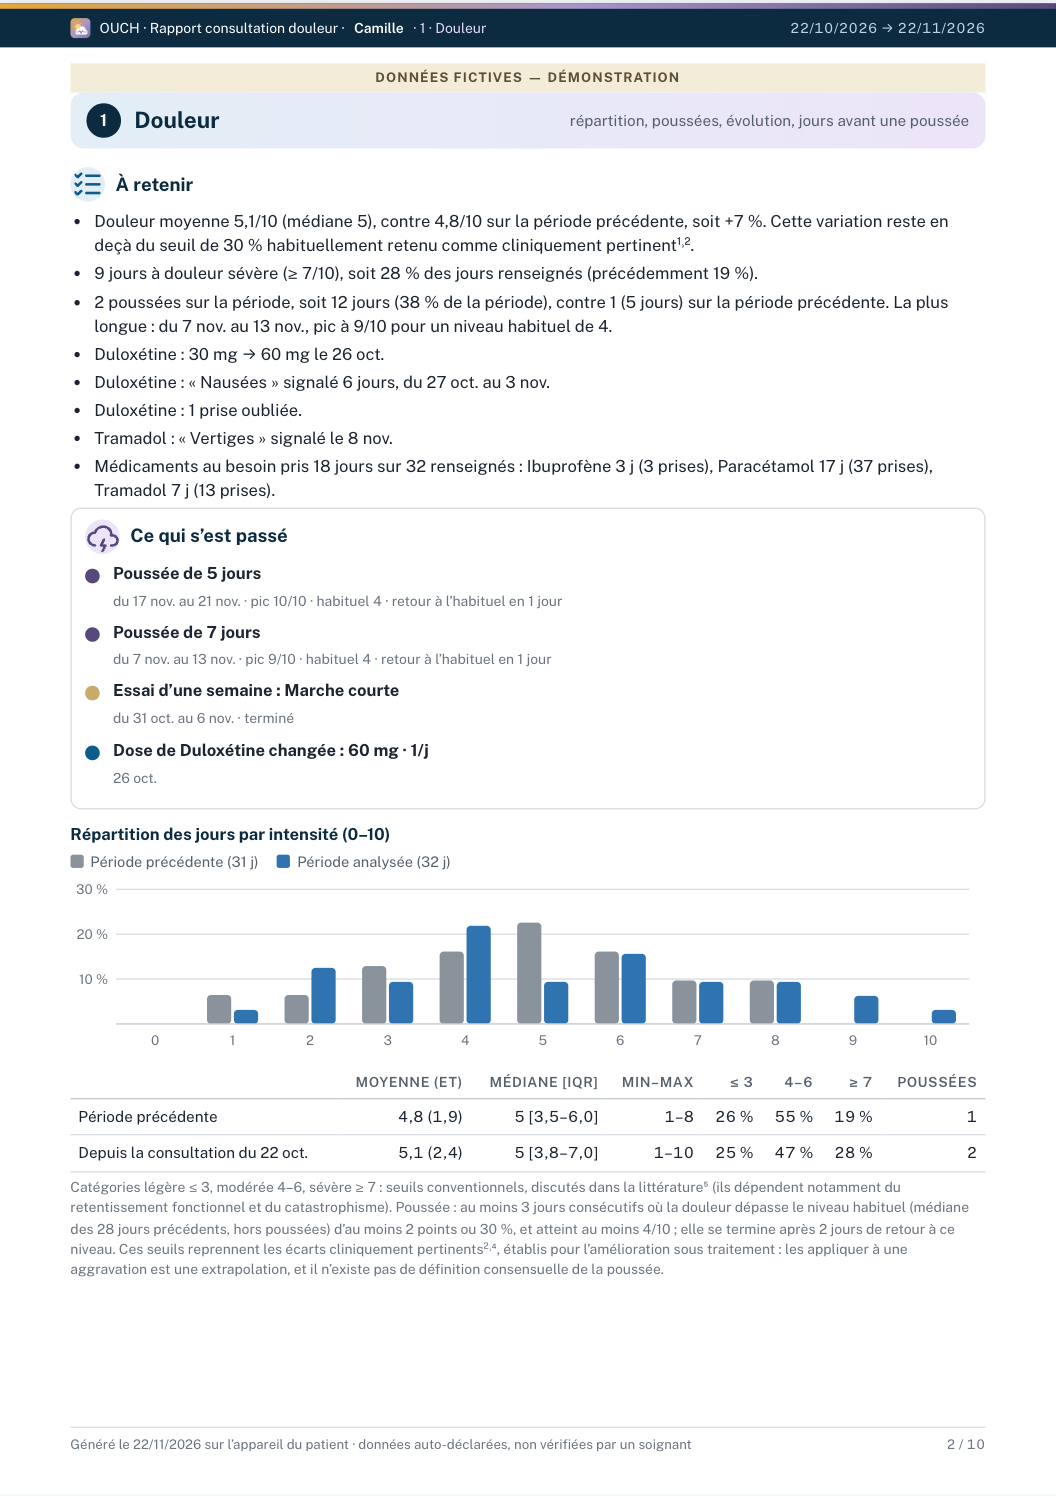 OUCH · Rapport consultation douleur · Camille · 1 · Douleur
22/10/2026 → 22/11/2026
DONNÉES FICTIVES — DÉMONSTRATION
1 Douleur
répartition, poussées, évolution, jours avant une poussée
À retenir
• Douleur moyenne 5,1/10 (médiane 5), contre 4,8/10 sur la période précédente, soit +7 %. Cette variation reste en
deçà du seuil de 30 % habituellement retenu comme cliniquement pertinent¹,².
• 9 jours à douleur sévère (≥ 7/10), soit 28 % des jours renseignés (précédemment 19 %).
• 2 poussées sur la période, soit 12 jours (38 % de la période), contre 1 (5 jours) sur la période précédente. La plus
longue : du 7 nov. au 13 nov., pic à 9/10 pour un niveau habituel de 4.
• Duloxétine : 30 mg → 60 mg le 26 oct.
• Duloxétine : « Nausées » signalé 6 jours, du 27 oct. au 3 nov.
• Duloxétine : 1 prise oubliée.
• Tramadol : « Vertiges » signalé le 8 nov.
• Médicaments au besoin pris 18 jours sur 32 renseignés : Ibuprofène 3 j (3 prises), Paracétamol 17 j (37 prises),
Tramadol 7 j (13 prises).
Ce qui s’est passé
Poussée de 5 jours
du 17 nov. au 21 nov. · pic 10/10 · habituel 4 · retour à l’habituel en 1 jour
Poussée de 7 jours
du 7 nov. au 13 nov. · pic 9/10 · habituel 4 · retour à l’habituel en 1 jour
Essai d’une semaine : Marche courte
du 31 oct. au 6 nov. · terminé
Dose de Duloxétine changée : 60 mg · 1/j
26 oct.
Répartition des jours par intensité (0–10)
Période précédente (31 j) Période analysée (32 j)
30 %
20 %
10 %
0 1 2 3 4 5 6 7 8 9 10
MOYENNE (ET) MÉDIANE [IQR] MIN–MAX ≤ 3 4–6 ≥ 7 POUSSÉES
Période précédente 4,8 (1,9) 5 [3,5–6,0] 1–8 26 % 55 % 19 % 1
Depuis la consultation du 22 oct. 5,1 (2,4) 5 [3,8–7,0] 1–10 25 % 47 % 28 % 2
Catégories légère ≤ 3, modérée 4–6, sévère ≥ 7 : seuils conventionnels, discutés dans la littérature⁵ (ils dépendent notamment du
retentissement fonctionnel et du catastrophisme). Poussée : au moins 3 jours consécutifs où la douleur dépasse le niveau habituel (médiane
des 28 jours précédents, hors poussées) d’au moins 2 points ou 30 %, et atteint au moins 4/10 ; elle se termine après 2 jours de retour à ce
niveau. Ces seuils reprennent les écarts cliniquement pertinents²,⁴, établis pour l’amélioration sous traitement : les appliquer à une
aggravation est une extrapolation, et il n’existe pas de définition consensuelle de la poussée.
Généré le 22/11/2026 sur l’appareil du patient · données auto-déclarées, non vérifiées par un soignant
2 / 10